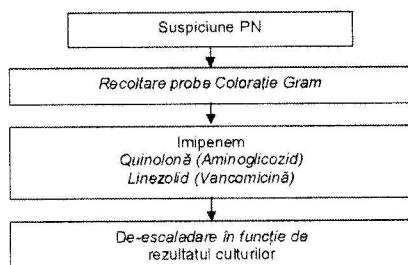 Suspiciune PN
Recoltare probe Colorație Gram
Imipenem
Quinolonă (Aminoglicozid)
Linezolid (Vancomicină)
De-escaladare în funcție de
rezultatul culturilor